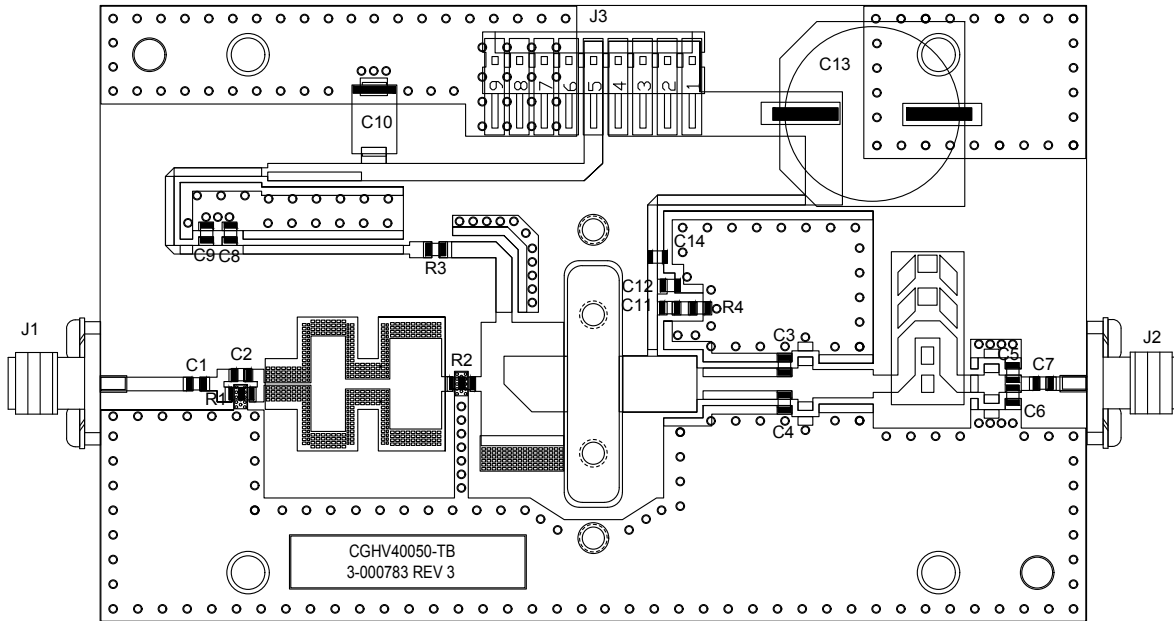 J3
9 8 7 6 5 4 3 2 1
C13
C10
C9 C8
R3
C14
C12
C11 R4
J1
J2
C1 C2
R1
R2
C3
C4
C5 C7
C6
CGHV40050-TB
3-000783 REV 3